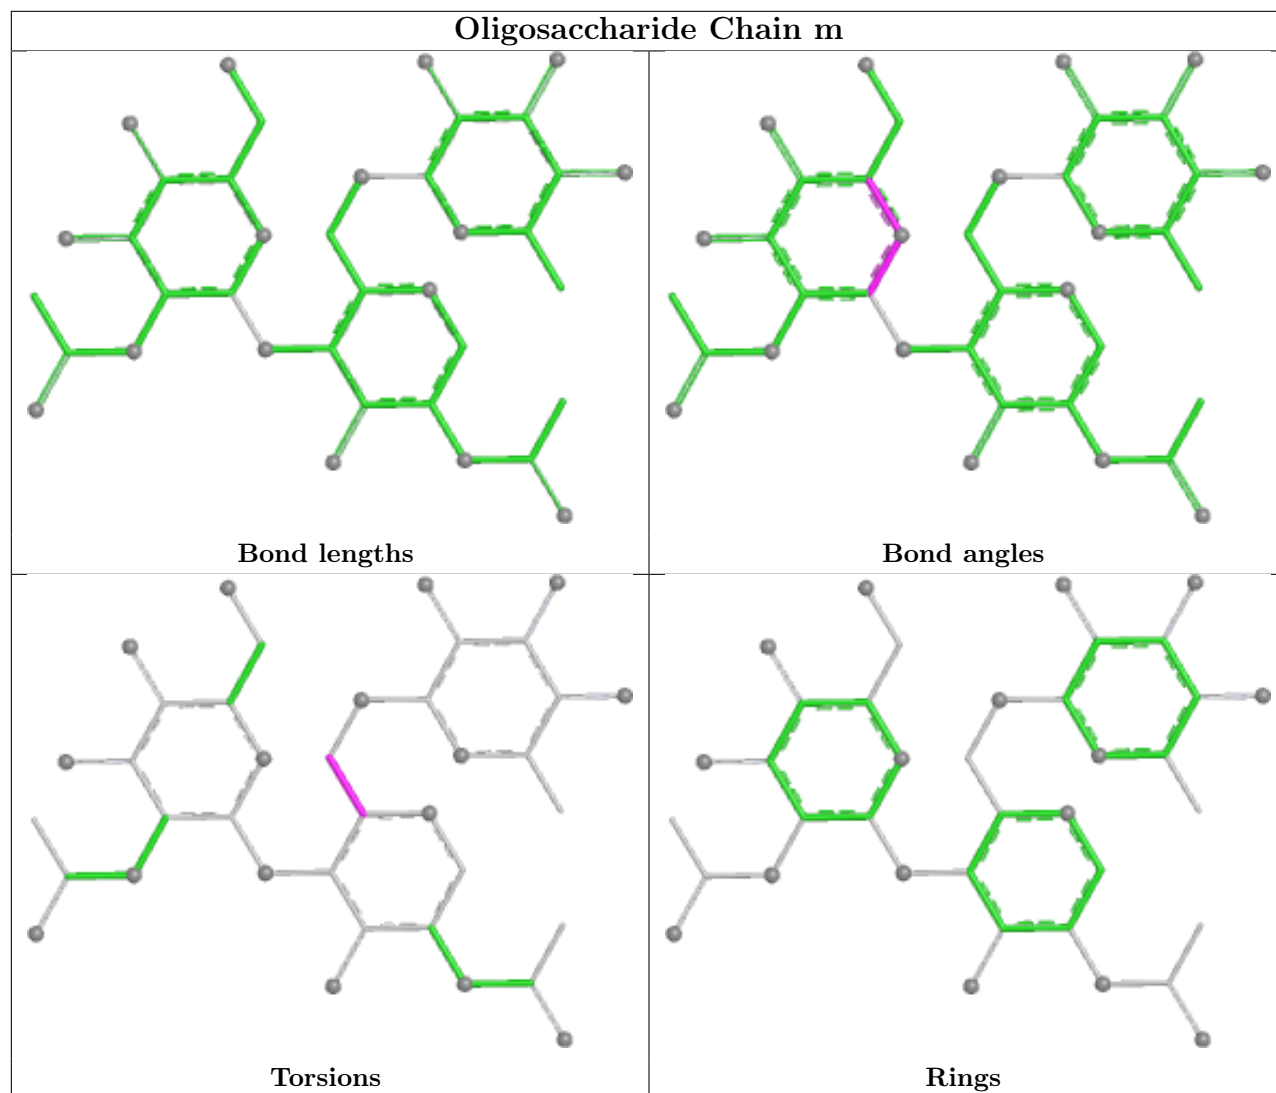 Oligosaccharide Chain m
Bond lengths
Bond angles
Torsions
Rings